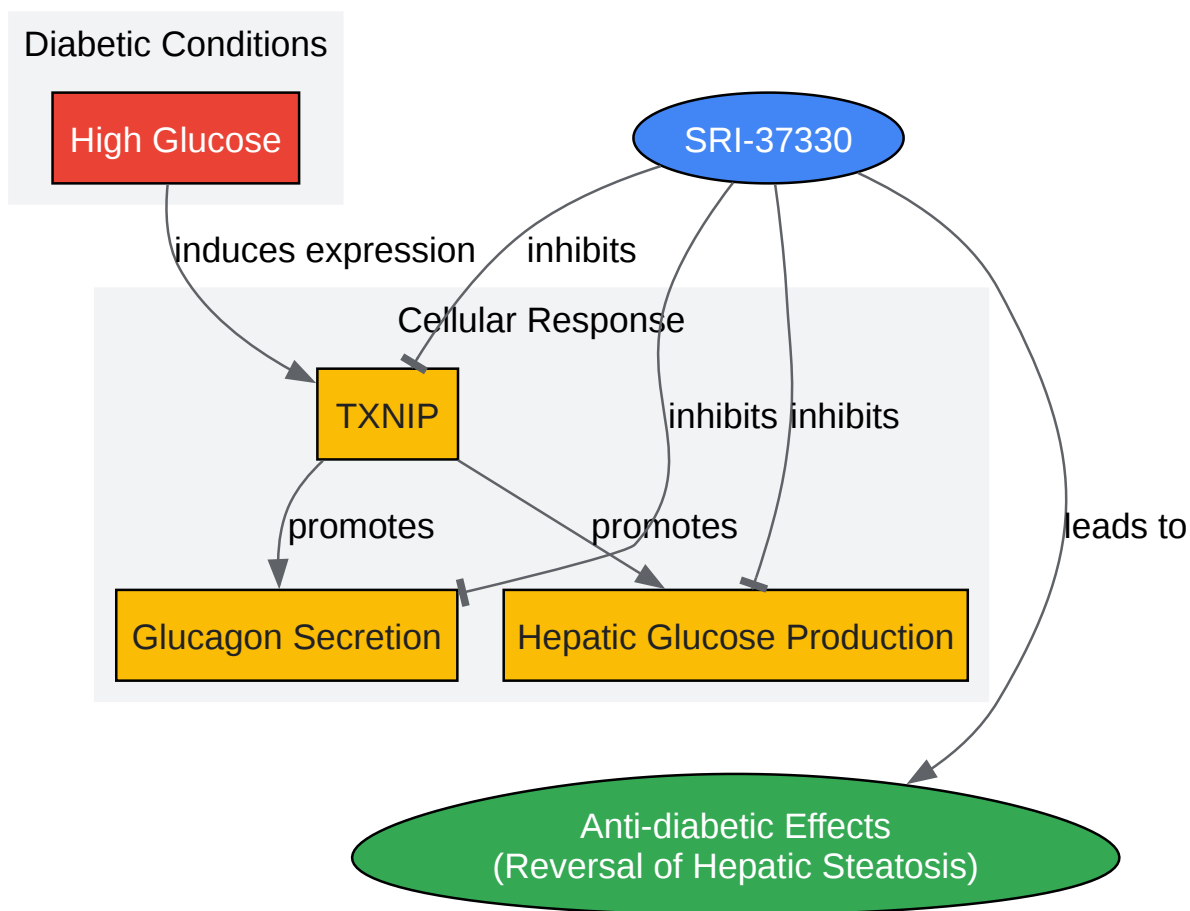 Diabetic Conditions
High Glucose
SRI-37330
induces expression
inhibits
Cellular Response
TXNIP
inhibits
inhibits
promotes
promotes
leads to
Glucagon Secretion
Hepatic Glucose Production
Anti-diabetic Effects
(Reversal of Hepatic Steatosis)